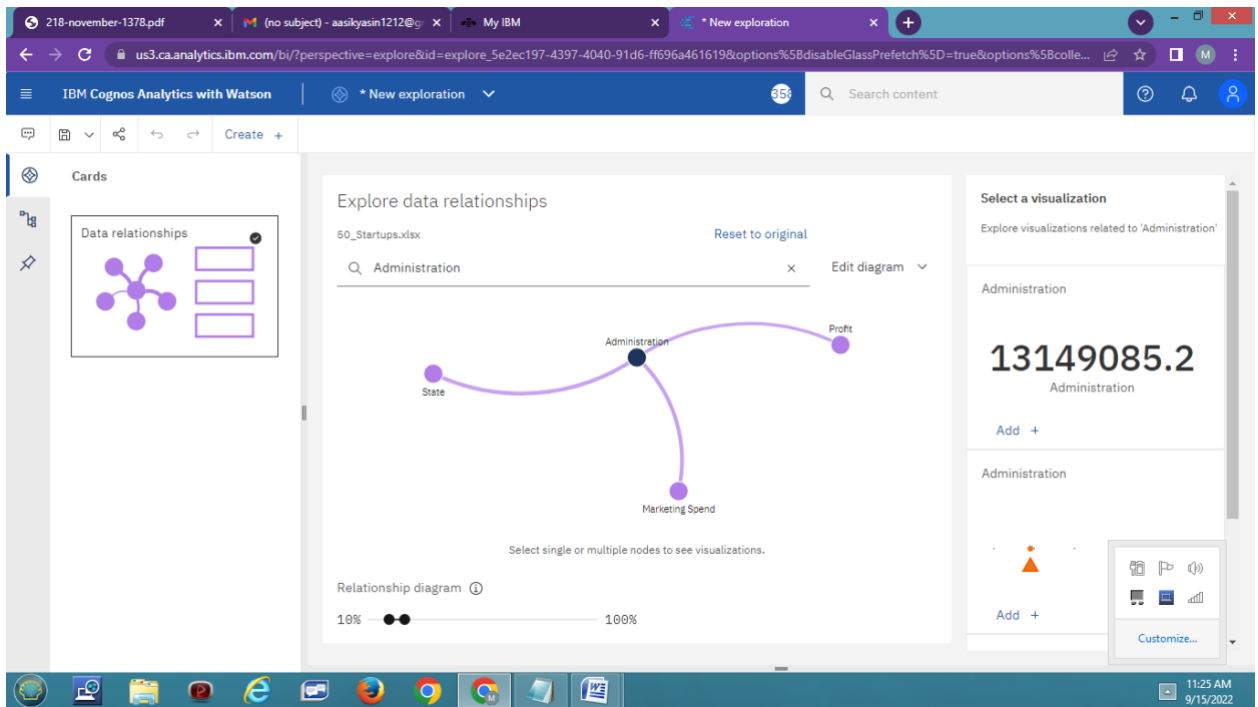 218-november-1378.pdf
(no subject) - aasikyasin1212@g
My IBM
* New exploration
us3.ca.analytics.ibm.com/bi/?perspective=explore&id=explore_5e2ec197-4397-4040-91d6-ff696a461619&options%5BdisableGlassPrefetch%5D=true&options%5Bcolle...
M
IBM Cognos Analytics with Watson
* New exploration
Search content
Create +
Cards
Data relationships
Explore data relationships
50_Startups.xlsx
Reset to original
Administration
Edit diagram
Administration
Profit
State
Marketing Spend
Select single or multiple nodes to see visualizations.
Relationship diagram
10%
100%
Select a visualization
Explore visualizations related to 'Administration'
Administration
13149085.2
Administration
Add +
Administration
Add +
Customize...
11:25 AM
9/15/2022